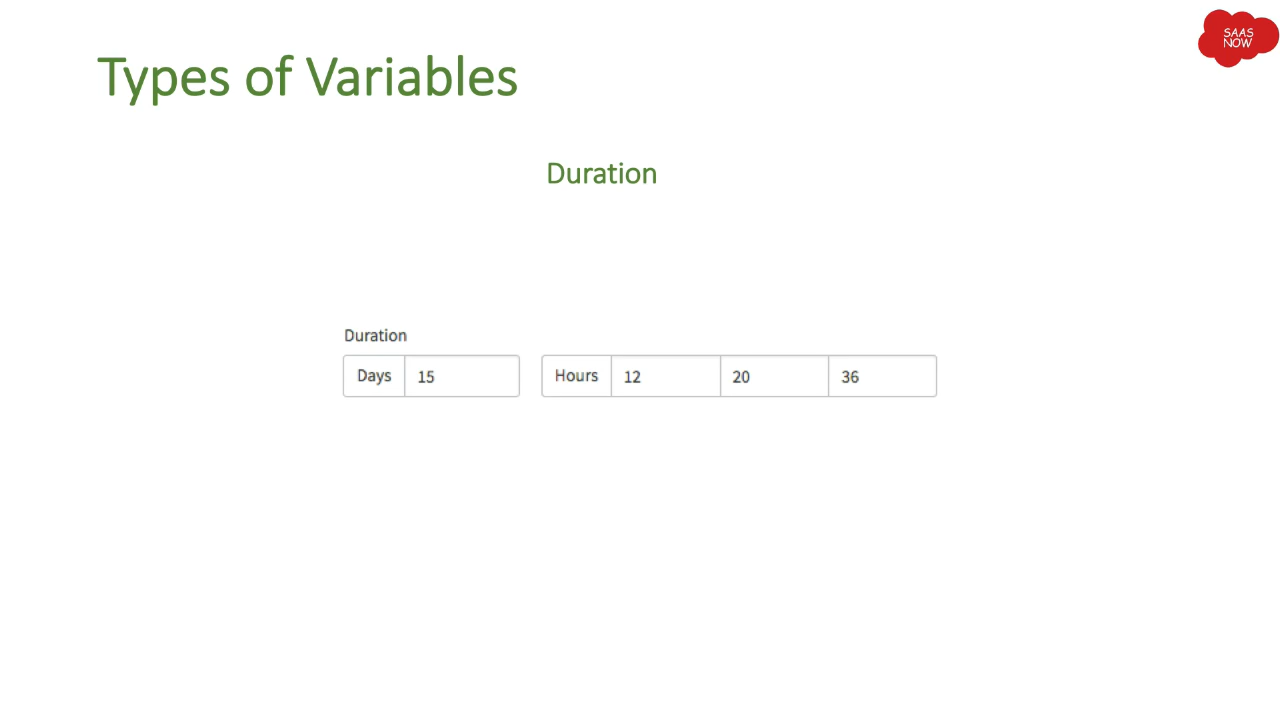 SAAS
NOW
Types of Variables
Duration
Duration
Days 15 Hours 12 20 36